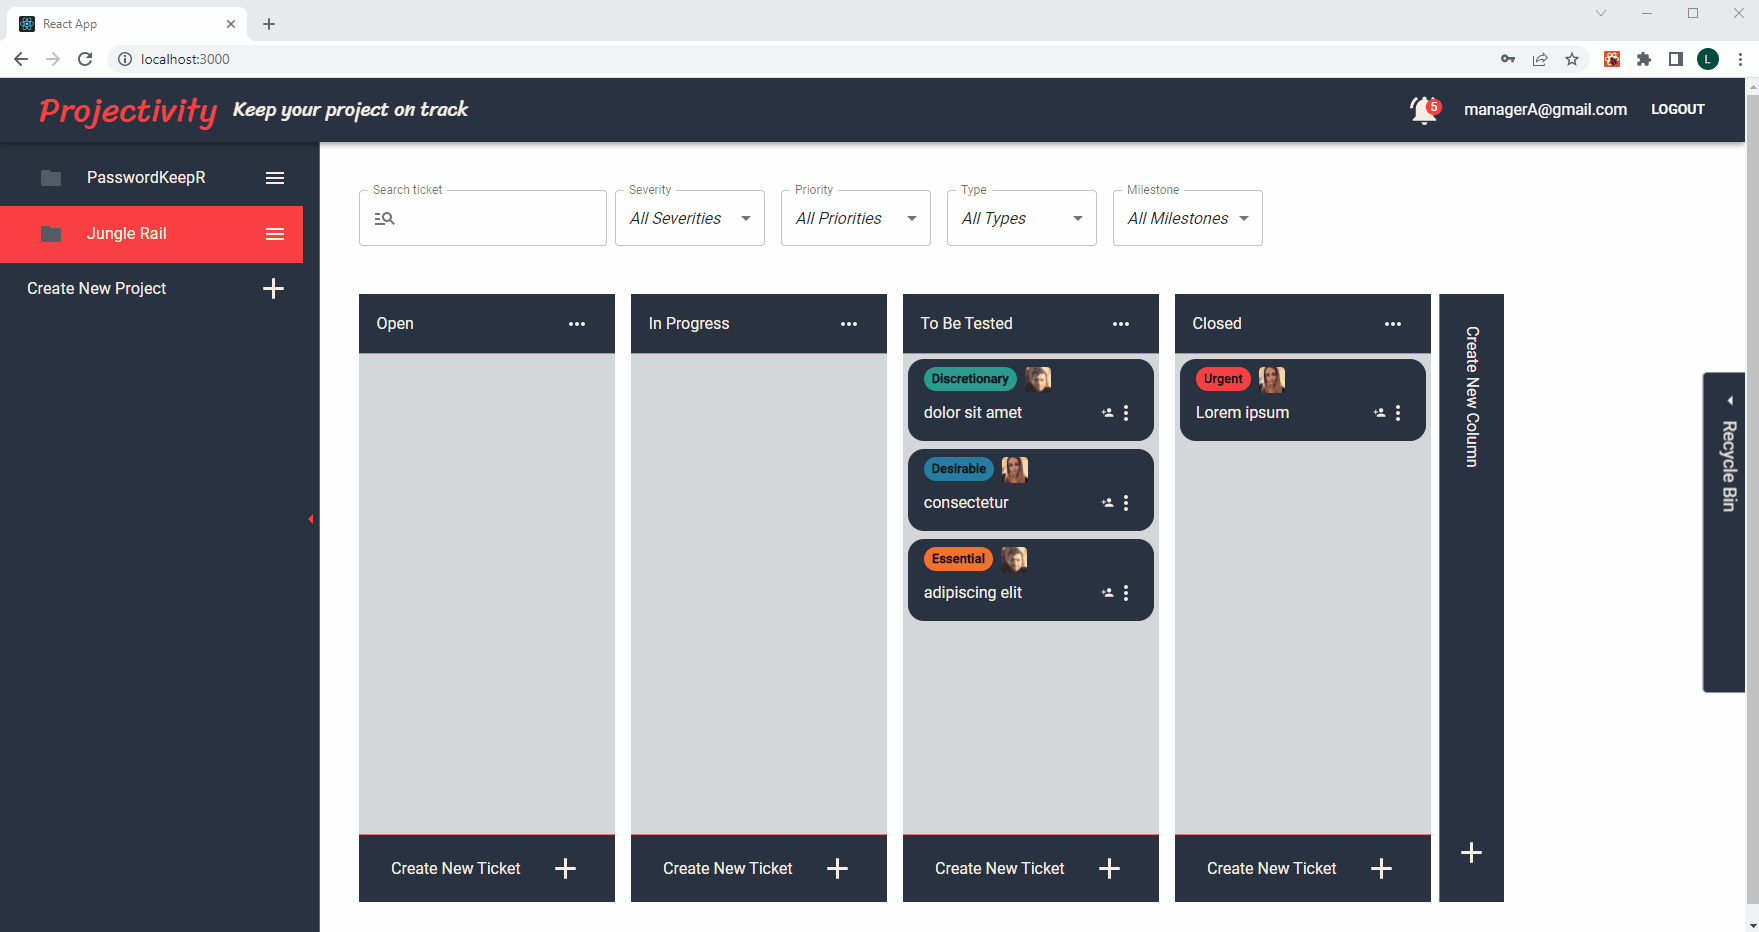 React App
localhost:3000
Projectivity Keep your project on track
5
managerA@gmail.com LOGOUT
PasswordKeepR
Jungle Rail
Create New Project
Search ticket
Severity
All Severities
Priority
All Priorities
Type
All Types
Milestone
All Milestones
Open
Create New Ticket
In Progress
Create New Ticket
To Be Tested
Discretionary
dolor sit amet
Desirable
consectetur
Essential
adipiscing elit
Create New Ticket
Closed
Urgent
Lorem ipsum
Create New Ticket
Create New Column
Recycle Bin
L